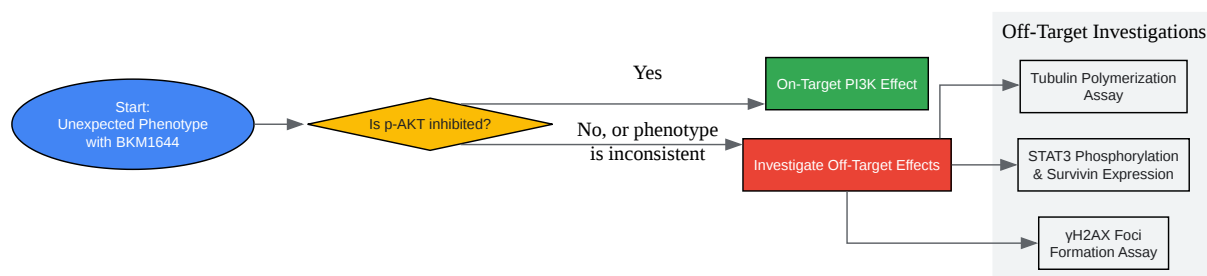 Off-Target Investigations
Start:
Unexpected Phenotype
with BKM1644
Is p-AKT inhibited?
Yes
No, or phenotype
is inconsistent
On-Target PI3K Effect
Investigate Off-Target Effects
Tubulin Polymerization
Assay
STAT3 Phosphorylation
& Survivin Expression
γH2AX Foci
Formation Assay